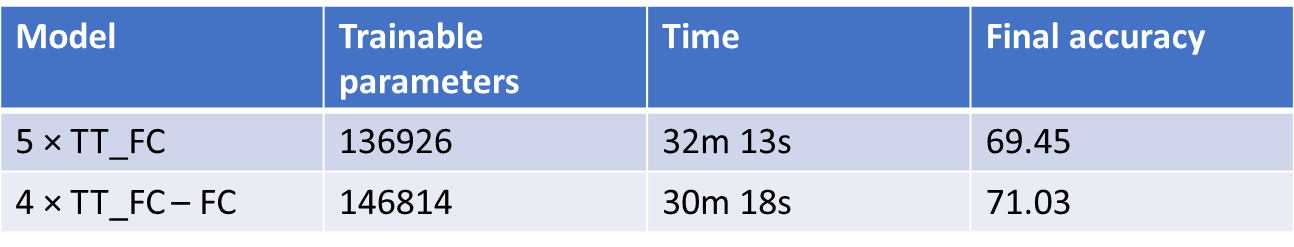 Model Trainable parameters Time Final accuracy
5 × TT_FC 136926 32m 13s 69.45
4 × TT_FC – FC 146814 30m 18s 71.03